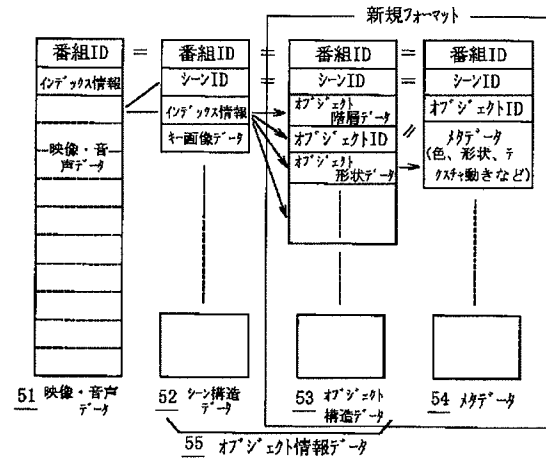 新規フォーマット
番組ID = 番組ID = 番組ID = 番組ID
インデックス情報
シーンID = シーンID = シーンID
インデックス情報
キー画像データ
オブジェクト
階層データ
オブジェクトID
オブジェクト
形状データ
オブジェクトID
メタデータ
(色、形状、テ
クスチャ動きなど)
映像・音
声データ
51 映像・音声
データ
52 シーン構造
データ
53 オブジェクト
構造データ
54 メタデータ
55 オブジェクト情報データ